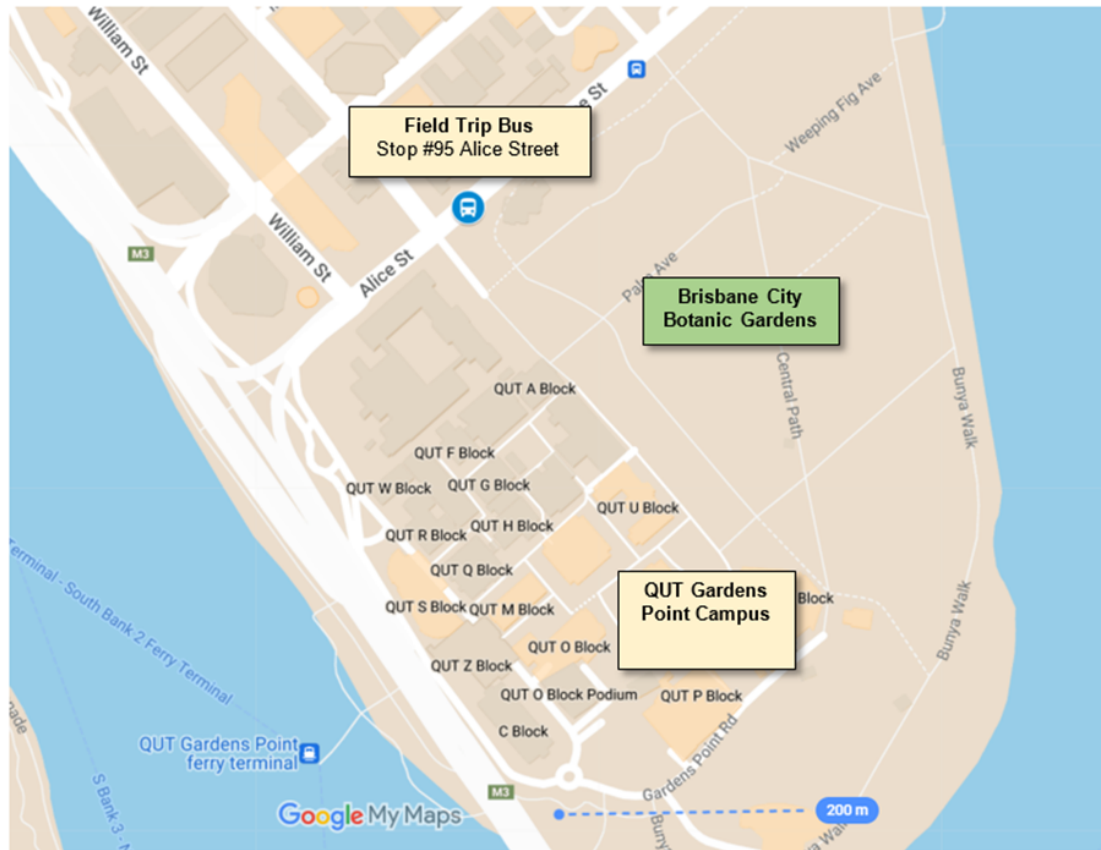 William St
Field Trip Bus
Stop #95 Alice Street
Weeping Fig Ave
M3
William St
Alice St
Brisbane City
Botanic Gardens
Central Path
Bunya Walk
QUT A Block
QUT F Block
QUT W Block
QUT G Block
QUT U Block
QUT R Block
QUT H Block
QUT Q Block
QUT Gardens
Point Campus
Block
QUT S Block
QUT M Block
Bunya Walk
QUT O Block
QUT Z Block
QUT O Block Podium
QUT P Block
C Block
Terminal - South Bank 2 Ferry Terminal
QUT Gardens Point
ferry terminal
S Bank 3 -
Gardens Point Rd
M3
Google My Maps
200 m